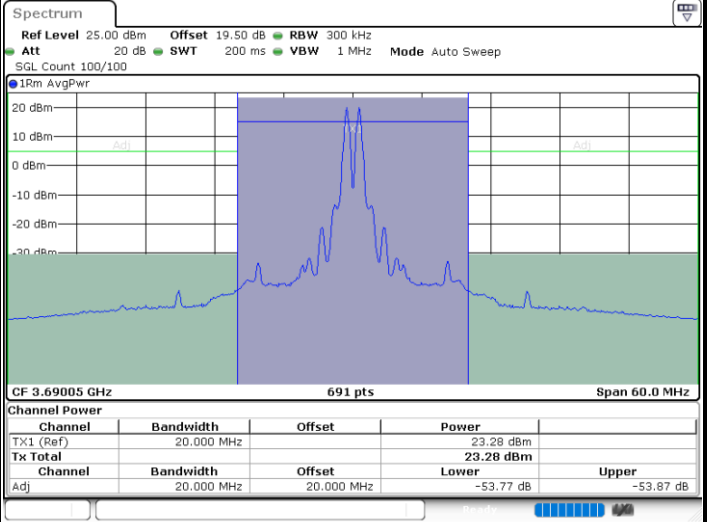 Spectrum
Ref Level 25.00 dBm Offset 19.50 dB RBW 300 kHz
Att 20 dB SWT 200 ms VBW 1 MHz Mode Auto Sweep
SGL Count 100/100
1Rm AvgPwr
20 dBm
Adj Adj
10 dBm
0 dBm
-10 dBm
-20 dBm
-30 dBm
CF 3.69005 GHz 691 pts Span 60.0 MHz
Channel Power
Channel Bandwidth Offset Power
TX1 (Ref) 20.000 MHz 23.28 dBm
Tx Total 23.28 dBm
Channel Bandwidth Offset Lower Upper
Adj 20.000 MHz 20.000 MHz -53.77 dB -53.87 dB
Ready